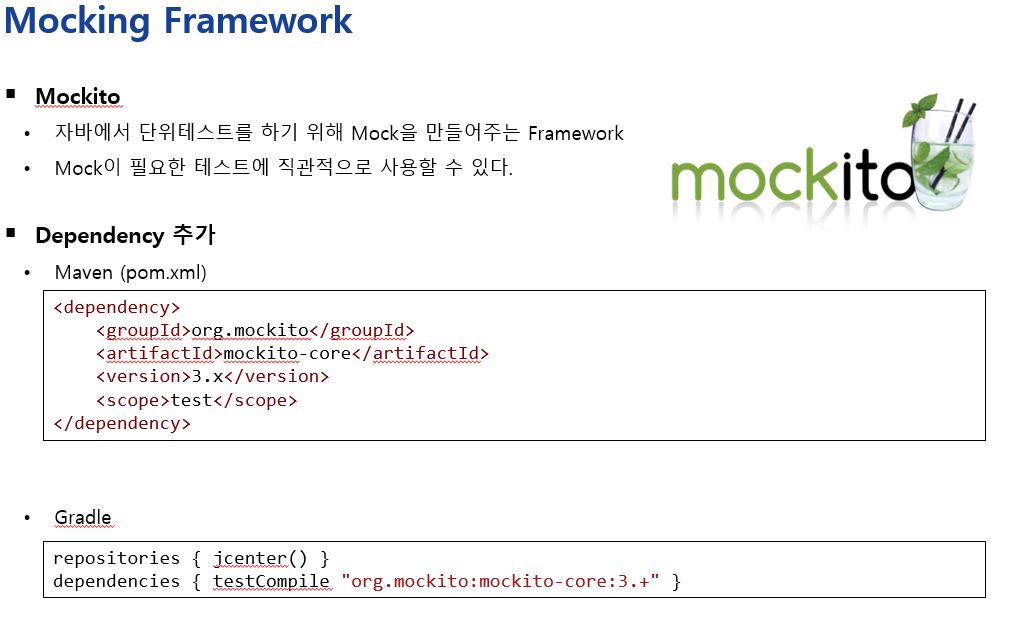 Mocking Framework
Mockito
자바에서 단위테스트를 하기 위해 Mock을 만들어주는 Framework
Mock이 필요한 테스트에 직관적으로 사용할 수 있다.
mockito
Dependency 추가
Maven (pom.xml)
<dependency>
    <groupId>org.mockito</groupId>
    <artifactId>mockito-core</artifactId>
    <version>3.x</version>
    <scope>test</scope>
</dependency>
Gradle
repositories { jcenter() }
dependencies { testCompile "org.mockito:mockito-core:3.+" }